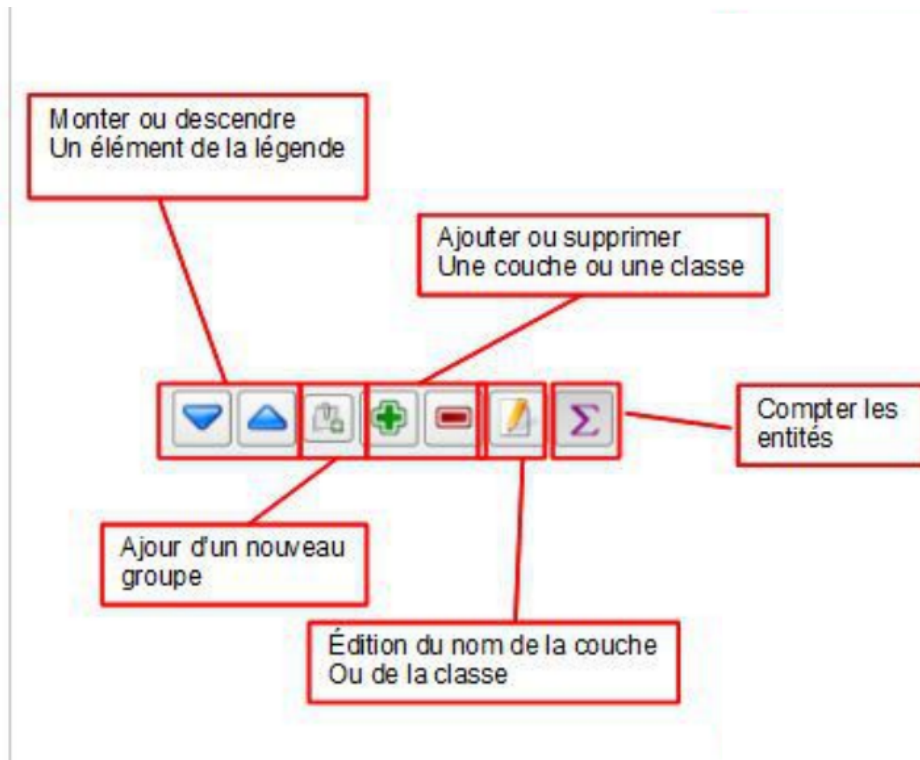 Monter ou descendre
Un élément de la légende
Ajouter ou supprimer
Une couche ou une classe
Compter les
entités
Ajour d'un nouveau
groupe
Édition du nom de la couche
Ou de la classe